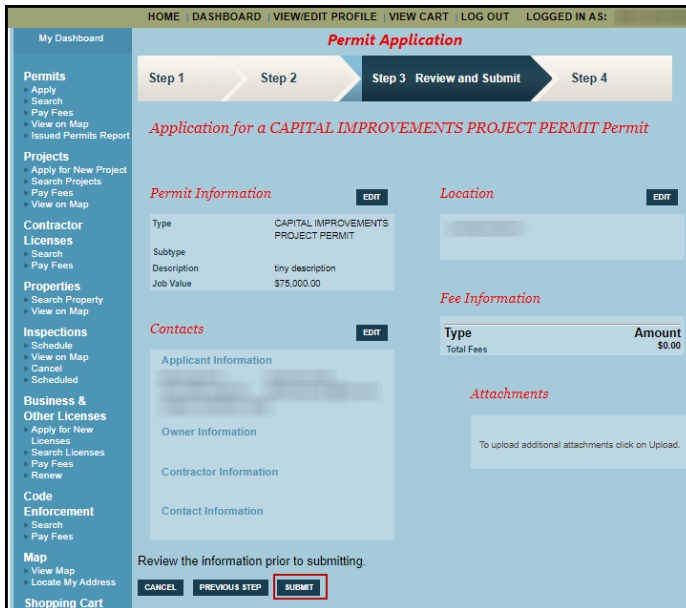 HOME | DASHBOARD | VIEW/EDIT PROFILE | VIEW CART | LOG OUT LOGGED IN AS:
My Dashboard
Permits
Apply
Search
Pay Fees
View on Map
Issued Permits Report
Projects
Apply for New Project
Search Projects
Pay Fees
View on Map
Contractor
Licenses
Search
Pay Fees
Properties
Search Property
View on Map
Inspections
Schedule
View on Map
Cancel
Scheduled
Business &
Other Licenses
Apply for New
Licenses
Search Licenses
Pay Fees
Renew
Code
Enforcement
Search
Pay Fees
Map
View Map
Locate My Address
Shopping Cart
Permit Application
Step 1 Step 2 Step 3 Review and Submit Step 4
Application for a CAPITAL IMPROVEMENTS PROJECT PERMIT Permit
Permit Information EDIT
Type CAPITAL IMPROVEMENTS
PROJECT PERMIT
Subtype
Description tiny description
Job Value $75,000.00
Contacts EDIT
Applicant Information
Owner Information
Contractor Information
Contact Information
Location EDIT
Fee Information
Type Amount
Total Fees $0.00
Attachments
To upload additional attachments click on Upload.
Review the information prior to submitting.
CANCEL PREVIOUS STEP SUBMIT